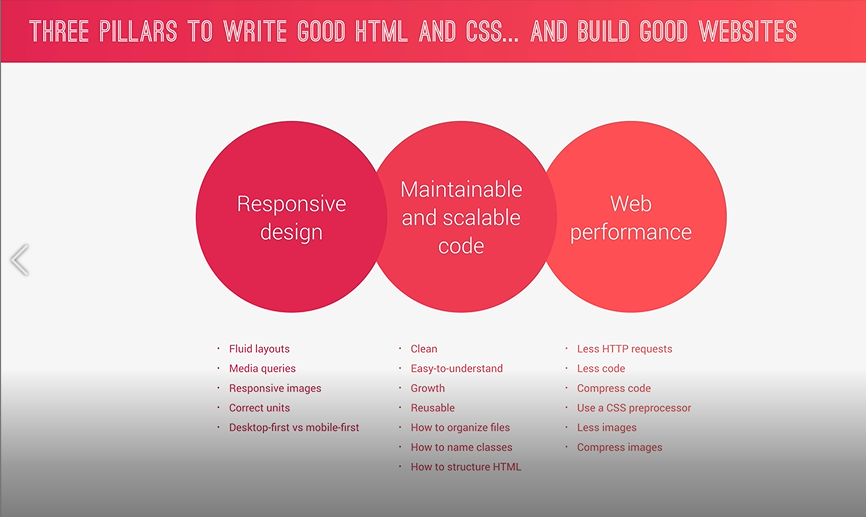 THREE PILLARS TO WRITE GOOD HTML AND CSS... AND BUILD GOOD WEBSITES
Responsive
design
Maintainable
and scalable
code
Web
performance
· Fluid layouts
· Media queries
· Responsive images
· Correct units
· Desktop-first vs mobile-first
· Clean
· Easy-to-understand
· Growth
· Reusable
· How to organize files
· How to name classes
· How to structure HTML
· Less HTTP requests
· Less code
· Compress code
· Use a CSS preprocessor
· Less images
· Compress images